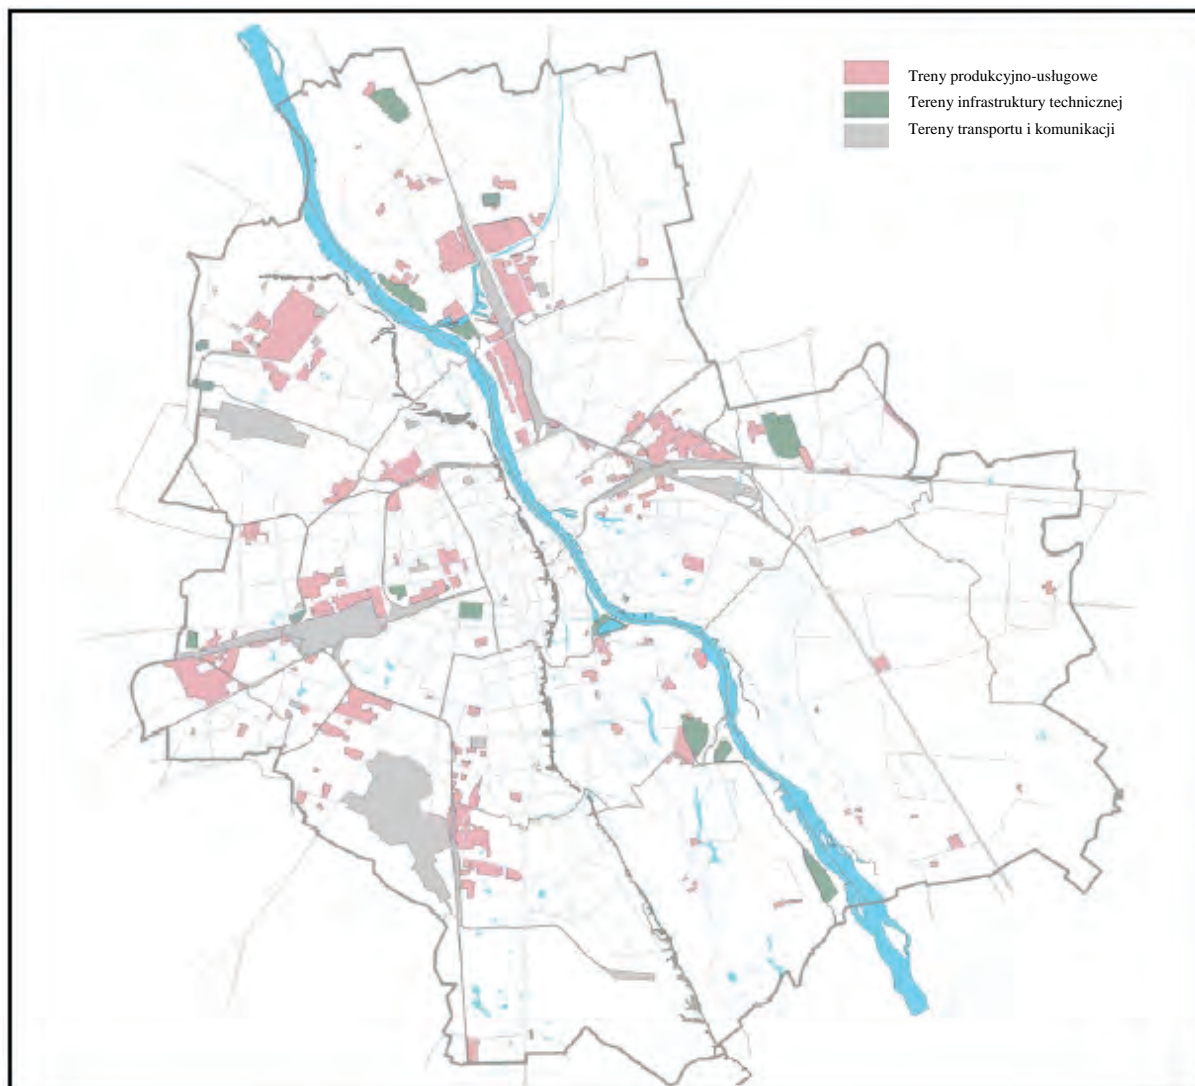 Treny produkcyjno-usługowe
Tereny infrastruktury technicznej
Tereny transportu i komunikacji